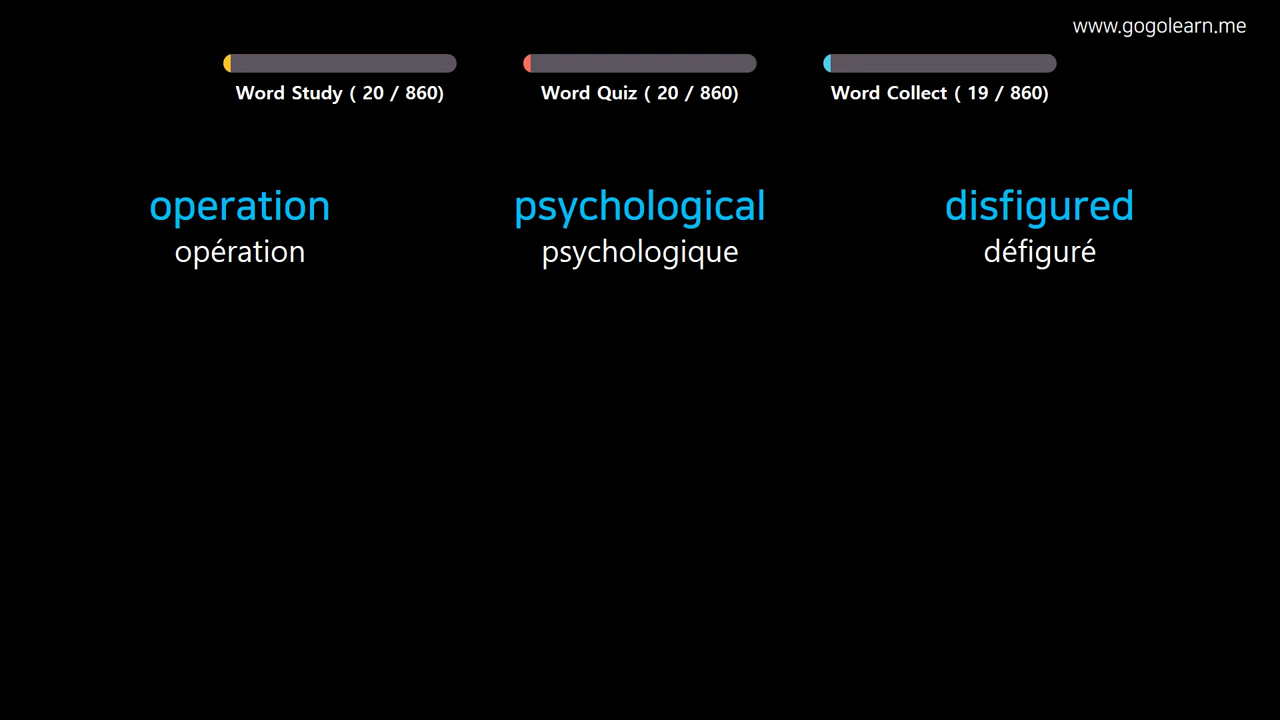 www.gogolearn.me
Word Study ( 20 / 860)
Word Quiz ( 20 / 860)
Word Collect ( 19 / 860)
operation
opération
psychological
psychologique
disfigured
défiguré